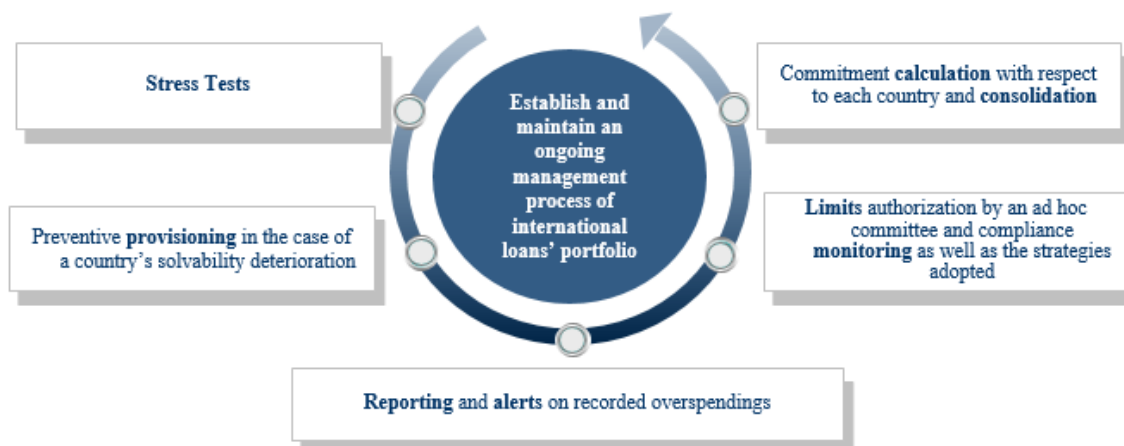 Stress Tests
Preventive provisioning in the case of
a country's solvability deterioration
Establish and
maintain an
ongoing
management
process of
international
loans' portfolio
Commitment calculation with respect
to each country and consolidation
Limits authorization by an ad hoc
committee and compliance
monitoring as well as the strategies
adopted
Reporting and alerts on recorded overspendings